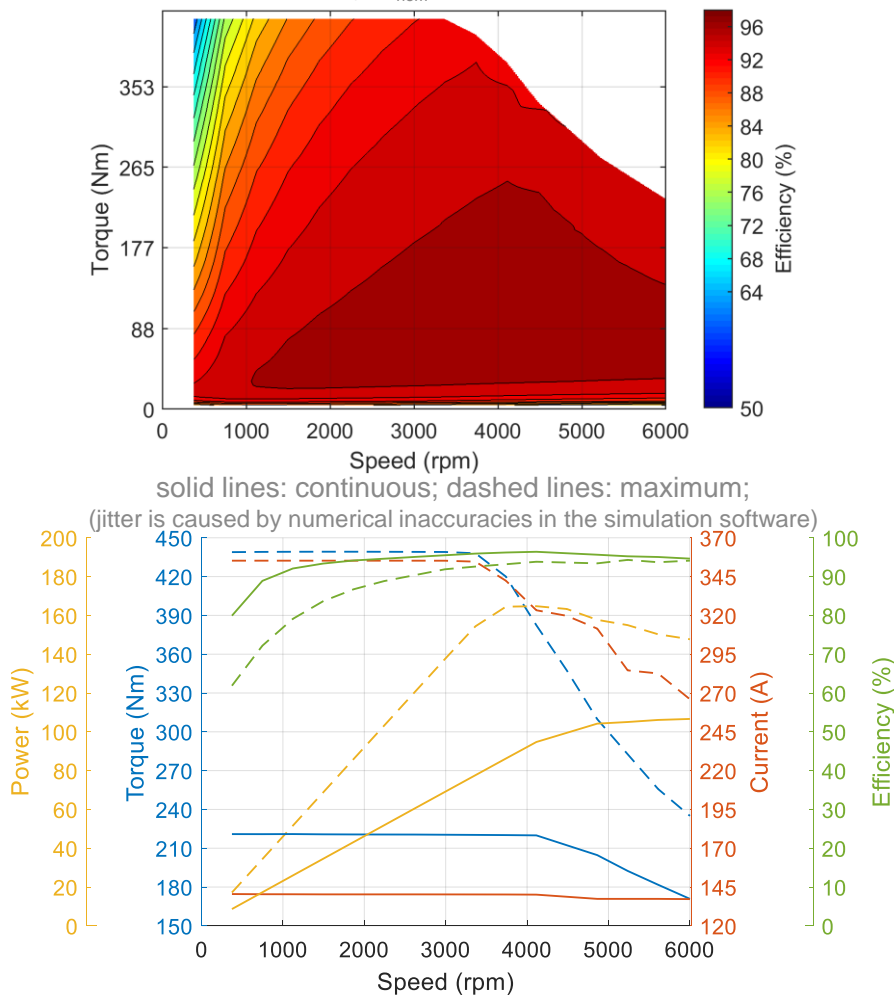 nom
96
92
88
84
80
76
72
68
64
50
Efficiency (%)
353
265
177
88
0
Torque (Nm)
1000 2000 3000 4000 5000 6000
Speed (rpm)
solid lines: continuous; dashed lines: maximum;
(jitter is caused by numerical inaccuracies in the simulation software)
200 450 370 100
180 420 345 90
160 390 320 80
140 360 295 70
120 330 270 60
100 300 245 50
80 270 220 40
60 240 195 30
40 210 170 20
20 180 145 10
0 150 120 0
Power (kW)
Torque (Nm)
Current (A)
Efficiency (%)
0 1000 2000 3000 4000 5000 6000
Speed (rpm)